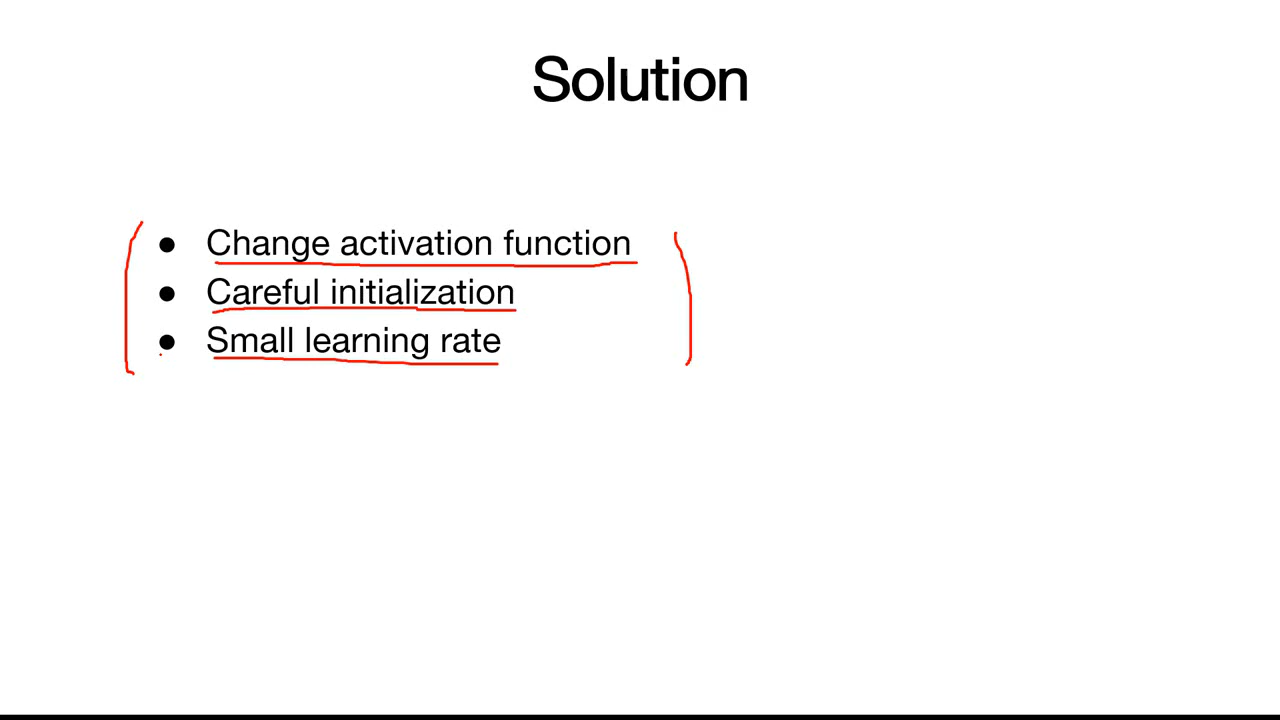 Solution
● Change activation function
● Careful initialization
● Small learning rate